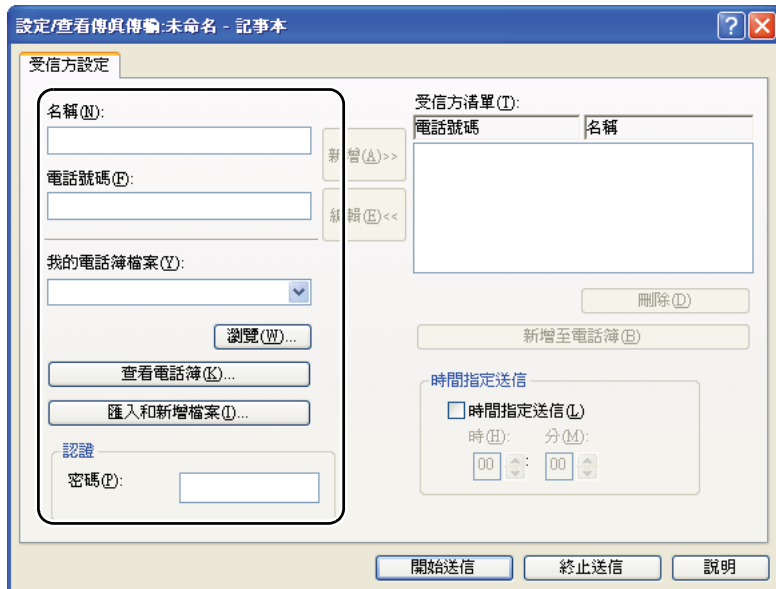 設定/查看傳真傳輸:未命名 - 記事本
受信方設定
名稱(N):
電話號碼(F):
新增(A)>>
編輯(E)<<
我的電話簿檔案(Y):
瀏覽(W)...
查看電話簿(K)...
匯入和新增檔案(I)...
認證
密碼(P):
受信方清單(T):
電話號碼 名稱
刪除(D)
新增至電話簿(B)
時間指定送信
時間指定送信(L)
時(H): 分(M):
00 : 00
開始送信 終止送信 說明